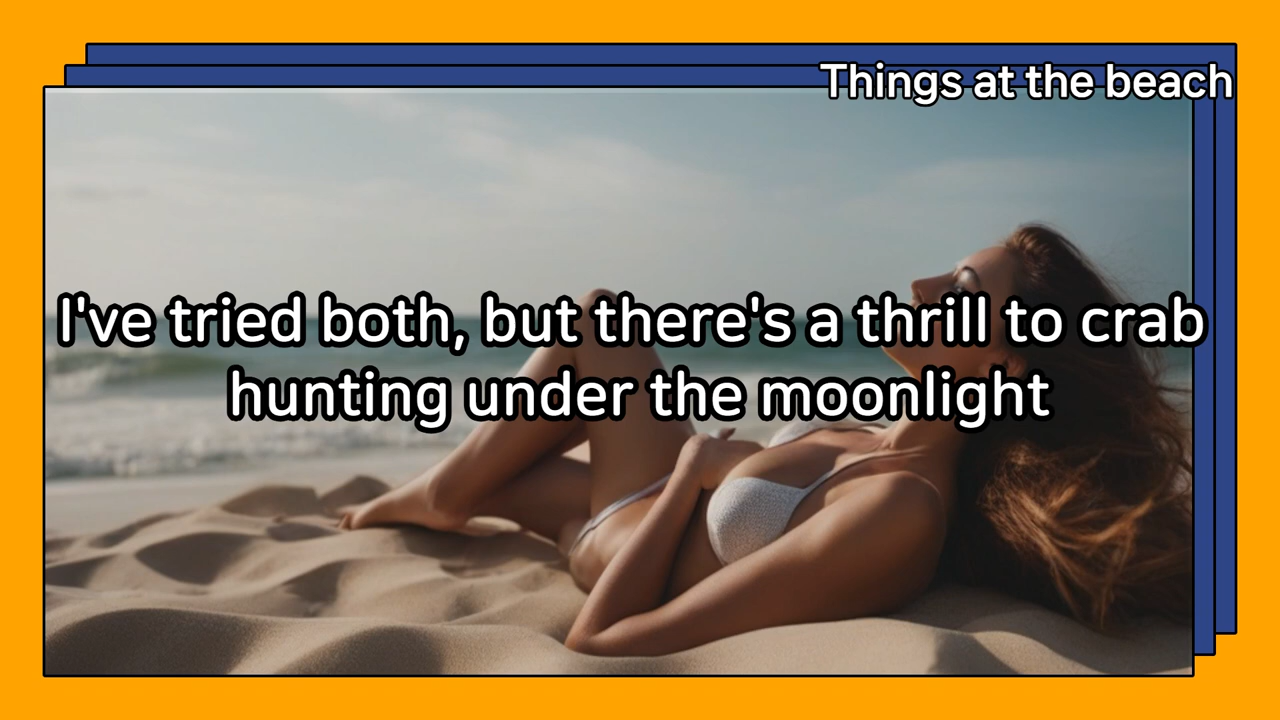 Things at the beach
I've tried both, but there's a thrill to crab
hunting under the moonlight